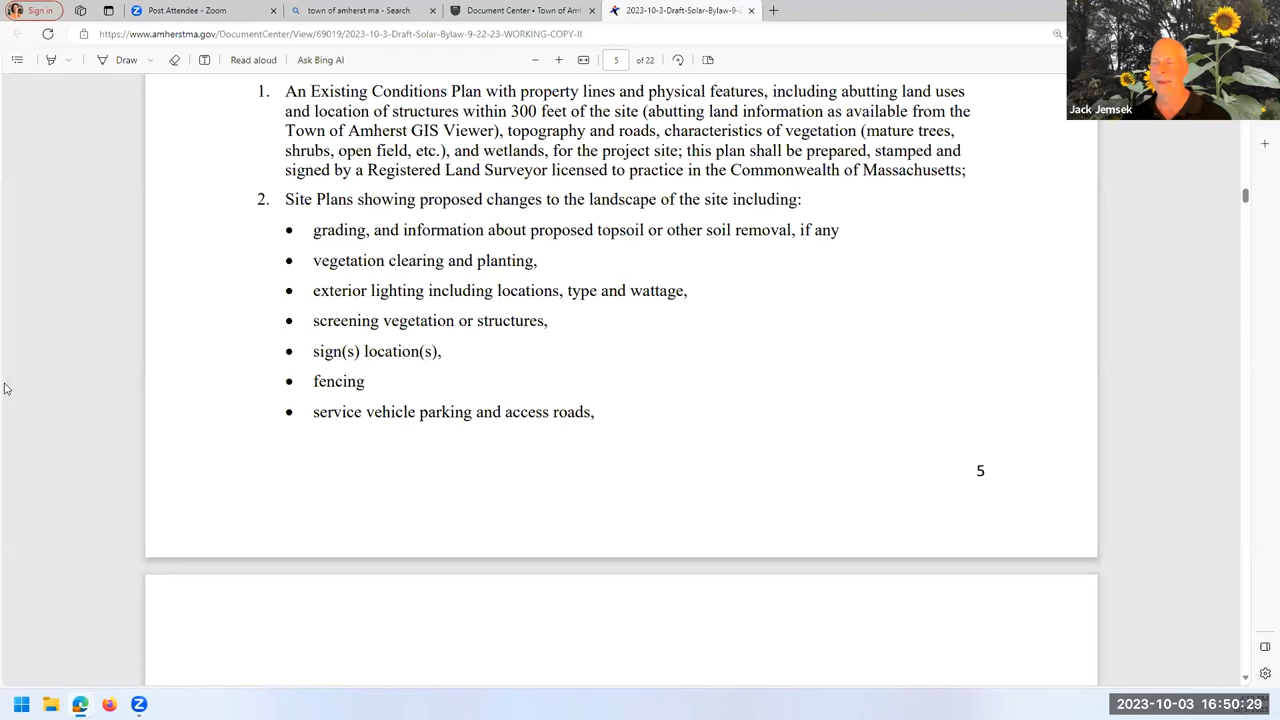 Sign in
Post Attendee - Zoom
town of amherst ma - Search
Document Center • Town of Am
2023-10-3-Draft-Solar-Bylaw-9-2
https://www.amherstma.gov/DocumentCenter/View/69019/2023-10-3-Draft-Solar-Bylaw-9-22-23-WORKING-COPY-II
Draw
Read aloud
Ask Bing AI
5
of 22
Jack Jemsek
1. An Existing Conditions Plan with property lines and physical features, including abutting land uses
and location of structures within 300 feet of the site (abutting land information as available from the
Town of Amherst GIS Viewer), topography and roads, characteristics of vegetation (mature trees,
shrubs, open field, etc.), and wetlands, for the project site; this plan shall be prepared, stamped and
signed by a Registered Land Surveyor licensed to practice in the Commonwealth of Massachusetts;
2. Site Plans showing proposed changes to the landscape of the site including:
• grading, and information about proposed topsoil or other soil removal, if any
• vegetation clearing and planting,
• exterior lighting including locations, type and wattage,
• screening vegetation or structures,
• sign(s) location(s),
• fencing
• service vehicle parking and access roads,
5
2023-10-03 16:50:29